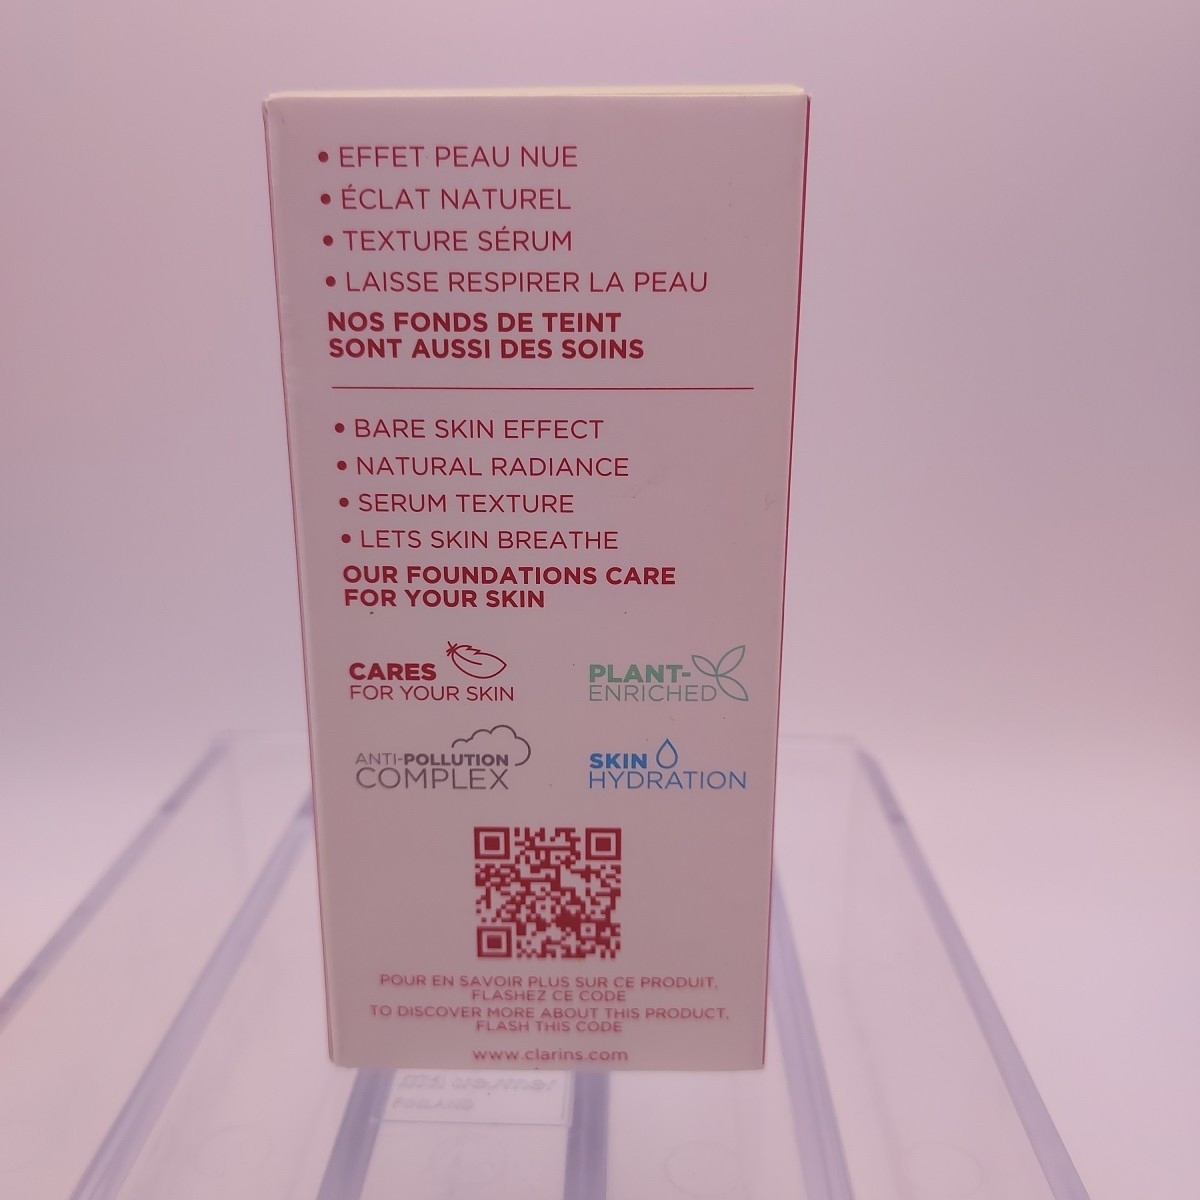 • EFFET PEAU NUE
• ÉCLAT NATUREL
• TEXTURE SÉRUM
• LAISSE RESPIRER LA PEAU
NOS FONDS DE TEINT
SONT AUSSI DES SOINS
• BARE SKIN EFFECT
• NATURAL RADIANCE
• SERUM TEXTURE
• LETS SKIN BREATHE
OUR FOUNDATIONS CARE
FOR YOUR SKIN
CARES
FOR YOUR SKIN
PLANT-
ENRICHED
ANTI-POLLUTION
COMPLEX
SKIN
HYDRATION
POUR EN SAVOIR PLUS SUR CE PRODUIT,
FLASHEZ CE CODE
TO DISCOVER MORE ABOUT THIS PRODUCT,
FLASH THIS CODE
www.clarins.com
FINLAND